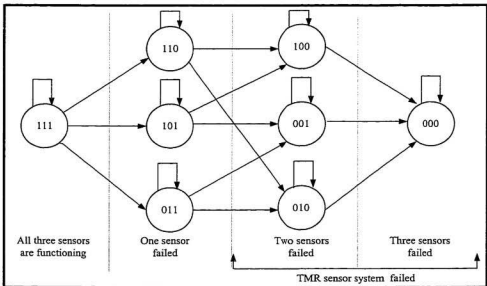 110
100
111
101
001
000
011
010
All three sensors
are functioning
One sensor
failed
Two sensors
failed
Three sensors
failed
TMR sensor system failed